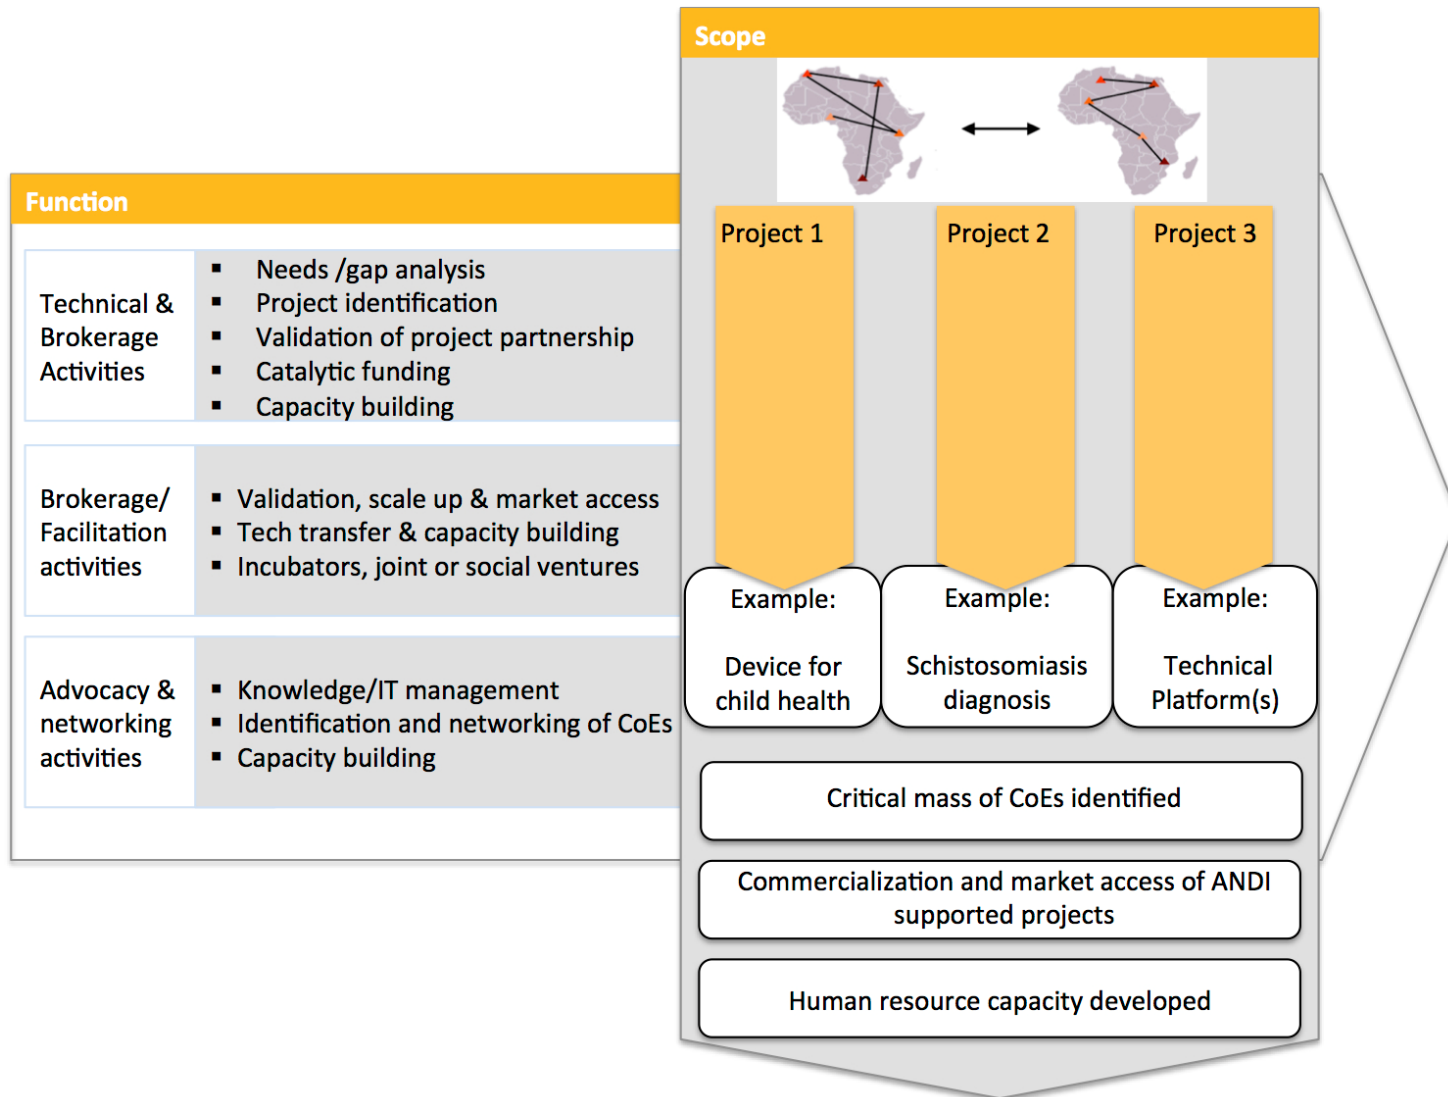 Scope
Function
Technical &
Brokerage
Activities
▪ Needs /gap analysis
▪ Project identification
▪ Validation of project partnership
▪ Catalytic funding
▪ Capacity building
Brokerage/
Facilitation
activities
▪ Validation, scale up & market access
▪ Tech transfer & capacity building
▪ Incubators, joint or social ventures
Advocacy &
networking
activities
▪ Knowledge/IT management
▪ Identification and networking of CoEs
▪ Capacity building
Project 1
Project 2
Project 3
Example:
Device for
child health
Example:
Schistosomiasis
diagnosis
Example:
Technical
Platform(s)
Critical mass of CoEs identified
Commercialization and market access of ANDI
supported projects
Human resource capacity developed